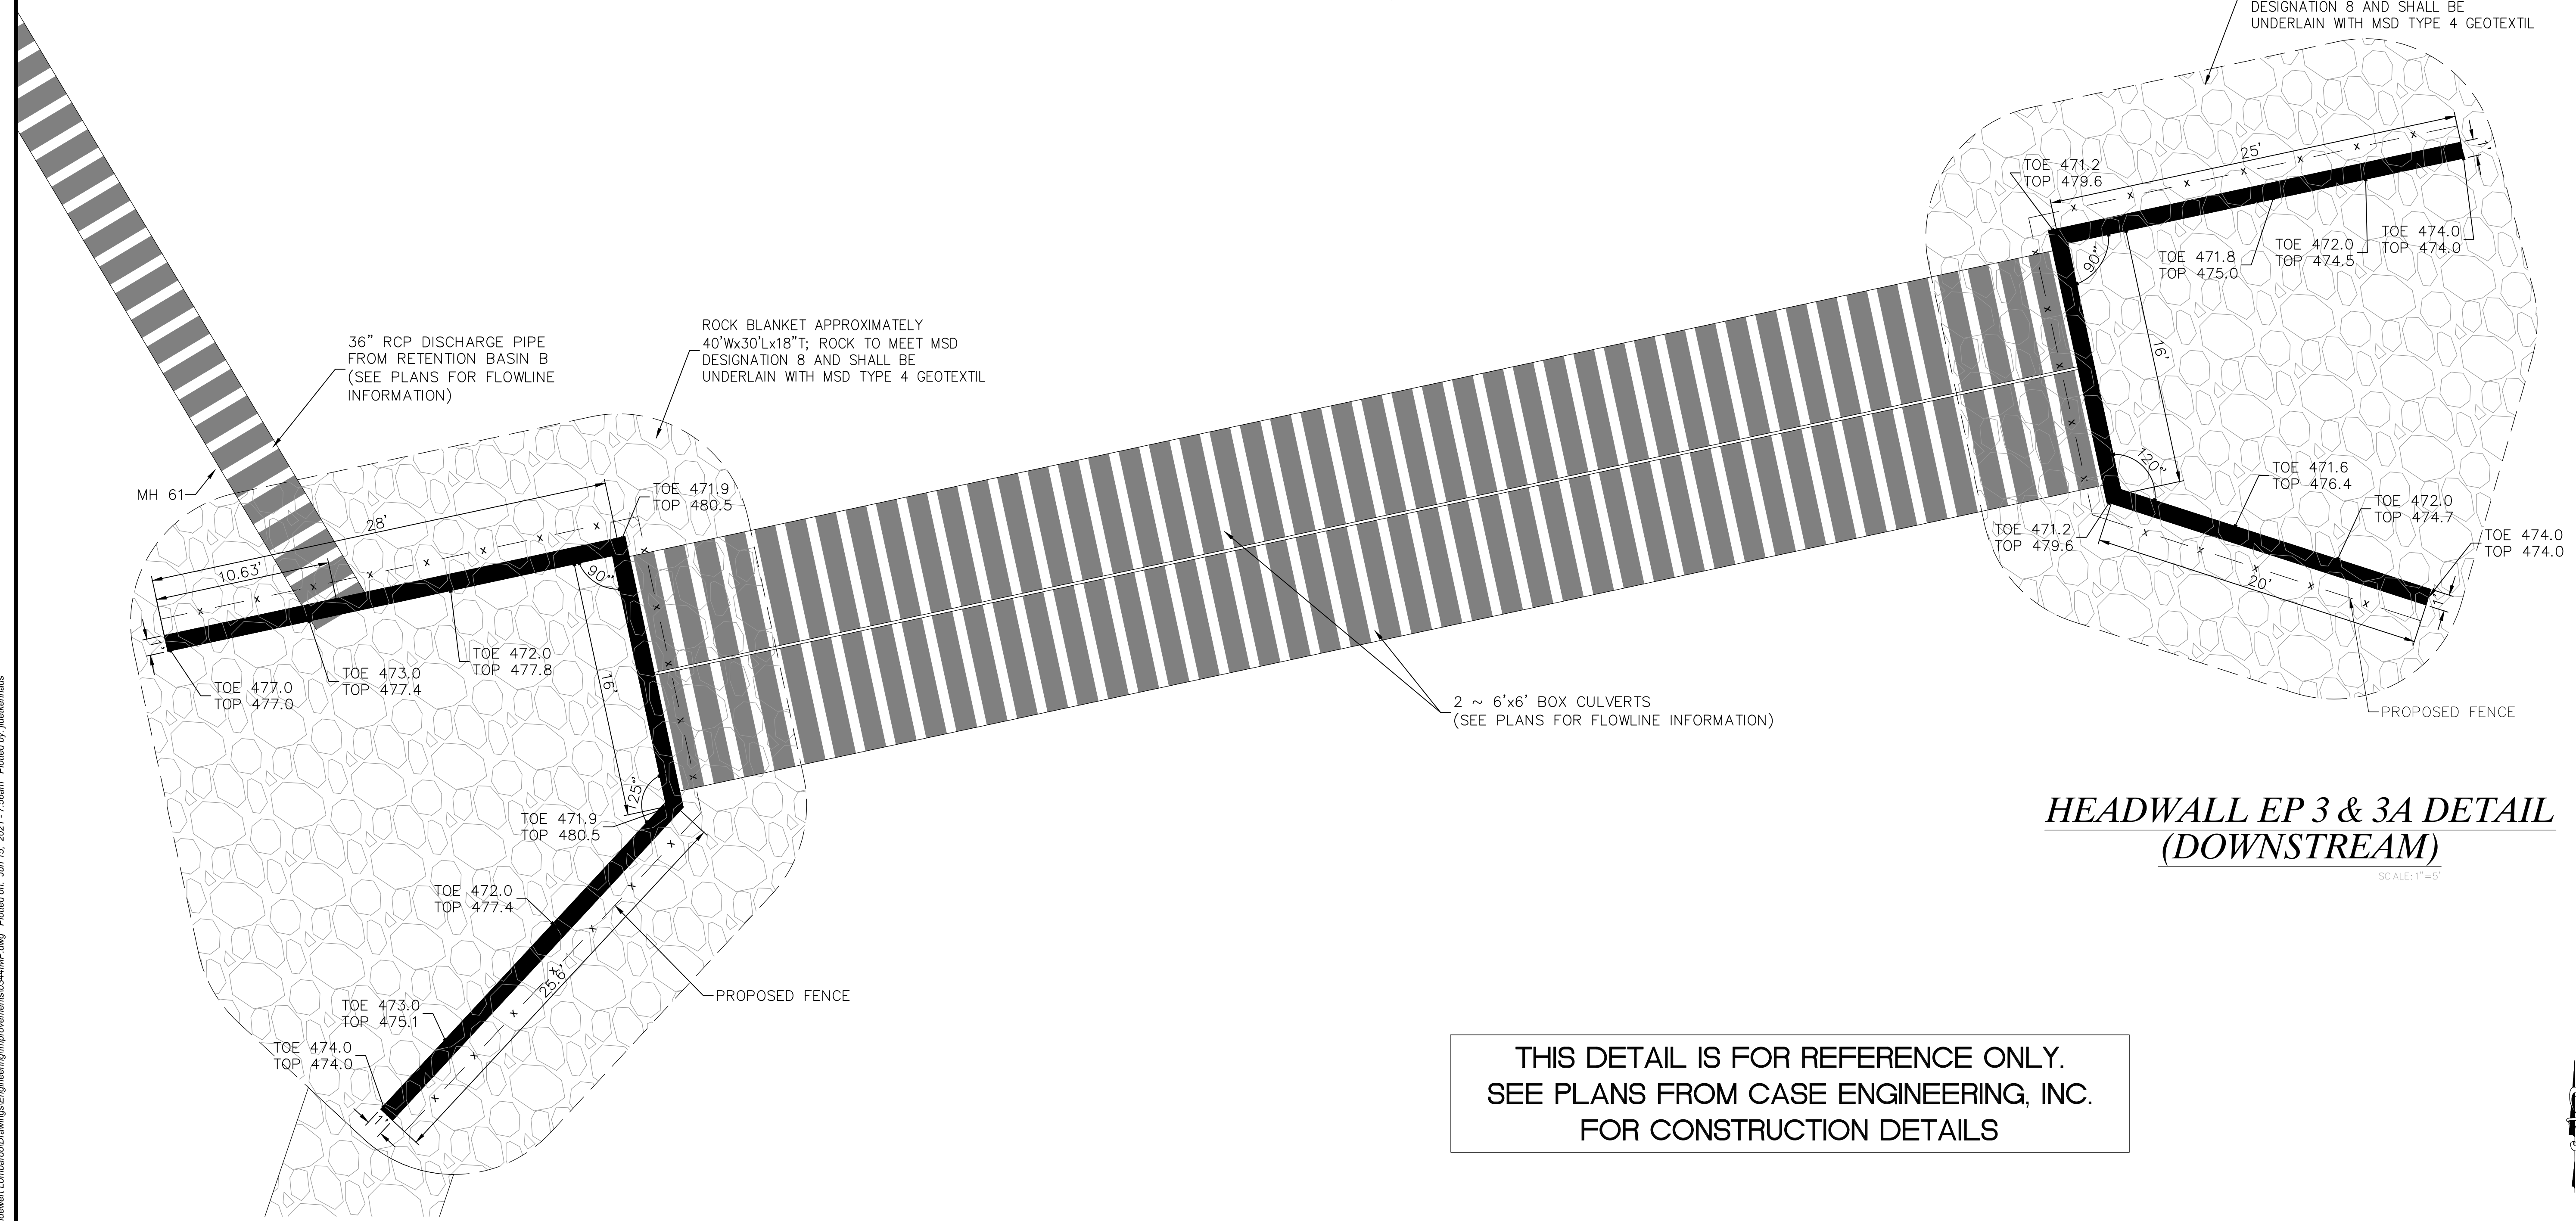 DESIGNATION 8 AND SHALL BE
UNDERLAIN WITH MSD TYPE 4 GEOTEXTIL
25'
1'
TOE 471.2
TOP 479.6
90°
TOE 471.8
TOP 475.0
TOE 472.0
TOP 474.5
TOE 474.0
TOP 474.0
16'
120°
TOE 471.6
TOP 476.4
TOE 472.0
TOP 474.7
TOE 474.0
TOP 474.0
TOE 471.2
TOP 479.6
20'
1'
PROPOSED FENCE
36" RCP DISCHARGE PIPE
FROM RETENTION BASIN B
(SEE PLANS FOR FLOWLINE
INFORMATION)
ROCK BLANKET APPROXIMATELY
40'Wx30'Lx18"T; ROCK TO MEET MSD
DESIGNATION 8 AND SHALL BE
UNDERLAIN WITH MSD TYPE 4 GEOTEXTIL
MH 61
28'
10.63'
1'
TOE 471.9
TOP 480.5
90°
TOE 472.0
TOP 477.8
TOE 473.0
TOP 477.4
TOE 477.0
TOP 477.0
16'
125°
TOE 471.9
TOP 480.5
TOE 472.0
TOP 477.4
25.6'
TOE 473.0
TOP 475.1
TOE 474.0
TOP 474.0
1'
PROPOSED FENCE
2 ~ 6'x6' BOX CULVERTS
(SEE PLANS FOR FLOWLINE INFORMATION)
HEADWALL EP 3 & 3A DETAIL
(DOWNSTREAM)
SCALE: 1"=5'
THIS DETAIL IS FOR REFERENCE ONLY.
SEE PLANS FROM CASE ENGINEERING, INC.
FOR CONSTRUCTION DETAILS